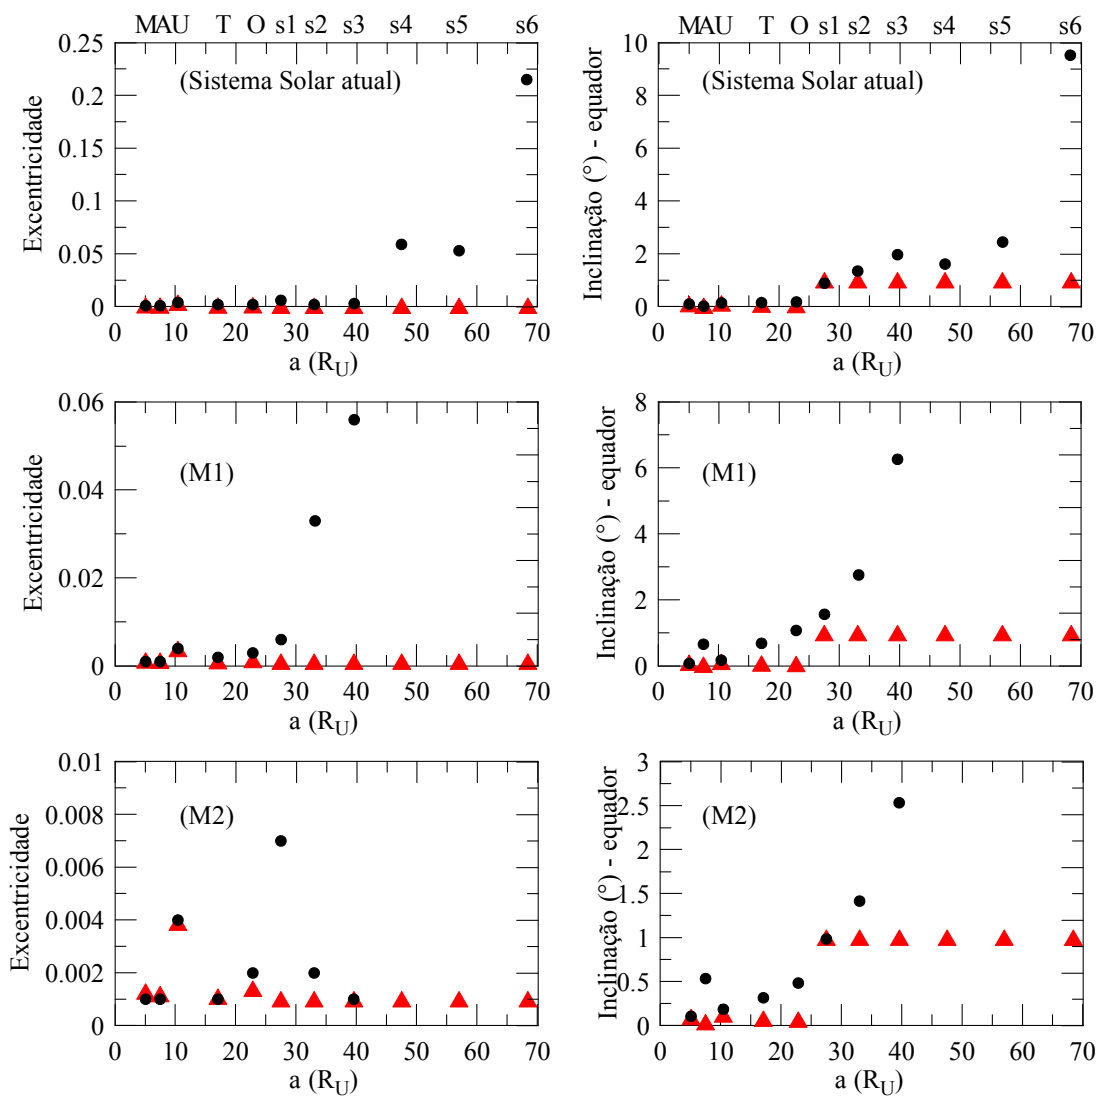 MAU T O s1 s2 s3 s4 s5 s6
0.25
0.2
0.15
0.1
0.05
0
(Sistema Solar atual)
Excentricidade
0 10 20 30 40 50 60 70
a (R_U)
MAU T O s1 s2 s3 s4 s5 s6
10
8
6
4
2
0
(Sistema Solar atual)
Inclinação (°) - equador
0 10 20 30 40 50 60 70
a (R_U)
0.06
0.04
0.02
0
(M1)
Excentricidade
0 10 20 30 40 50 60 70
a (R_U)
8
6
4
2
0
(M1)
Inclinação (°) - equador
0 10 20 30 40 50 60 70
a (R_U)
0.01
0.008
0.006
0.004
0.002
0
(M2)
Excentricidade
0 10 20 30 40 50 60 70
a (R_U)
3
2.5
2
1.5
1
0.5
0
(M2)
Inclinação (°) - equador
0 10 20 30 40 50 60 70
a (R_U)